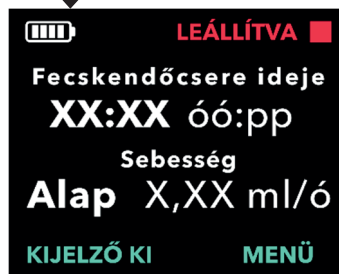 LEÁLLÍTVA
Fecskendőcsere ideje
XX:XX óó:pp
Sebesség
Alap X,XX ml/ó
KIJELZŐ KI MENÜ